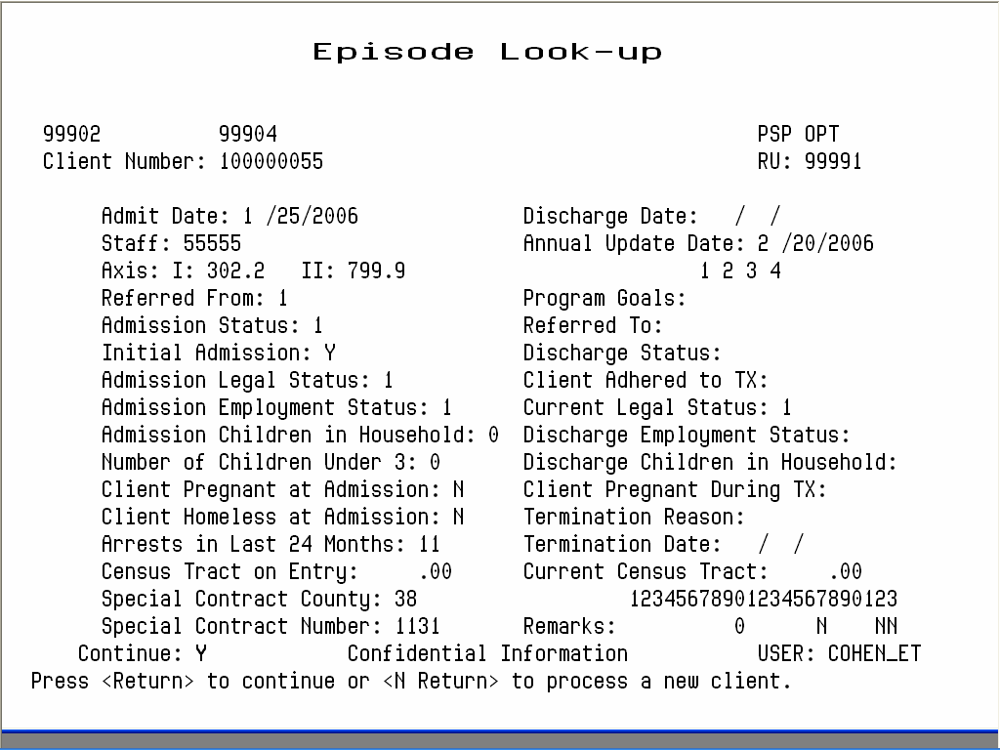 Episode Look-up
99902 99904 PSP OPT
Client Number: 100000055 RU: 99991
Admit Date: 1 /25/2006 Discharge Date: / /
Staff: 55555 Annual Update Date: 2 /20/2006
Axis: I: 302.2 II: 799.9 1 2 3 4
Referred From: 1 Program Goals:
Admission Status: 1 Referred To:
Initial Admission: Y Discharge Status:
Admission Legal Status: 1 Client Adhered to TX:
Admission Employment Status: 1 Current Legal Status: 1
Admission Children in Household: 0 Discharge Employment Status:
Number of Children Under 3: 0 Discharge Children in Household:
Client Pregnant at Admission: N Client Pregnant During TX:
Client Homeless at Admission: N Termination Reason:
Arrests in Last 24 Months: 11 Termination Date: / /
Census Tract on Entry: .00 Current Census Tract: .00
Special Contract County: 38 12345678901234567890123
Special Contract Number: 1131 Remarks: 0 N NN
Continue: Y Confidential Information USER: COHEN_ET
Press <Return> to continue or <N Return> to process a new client.